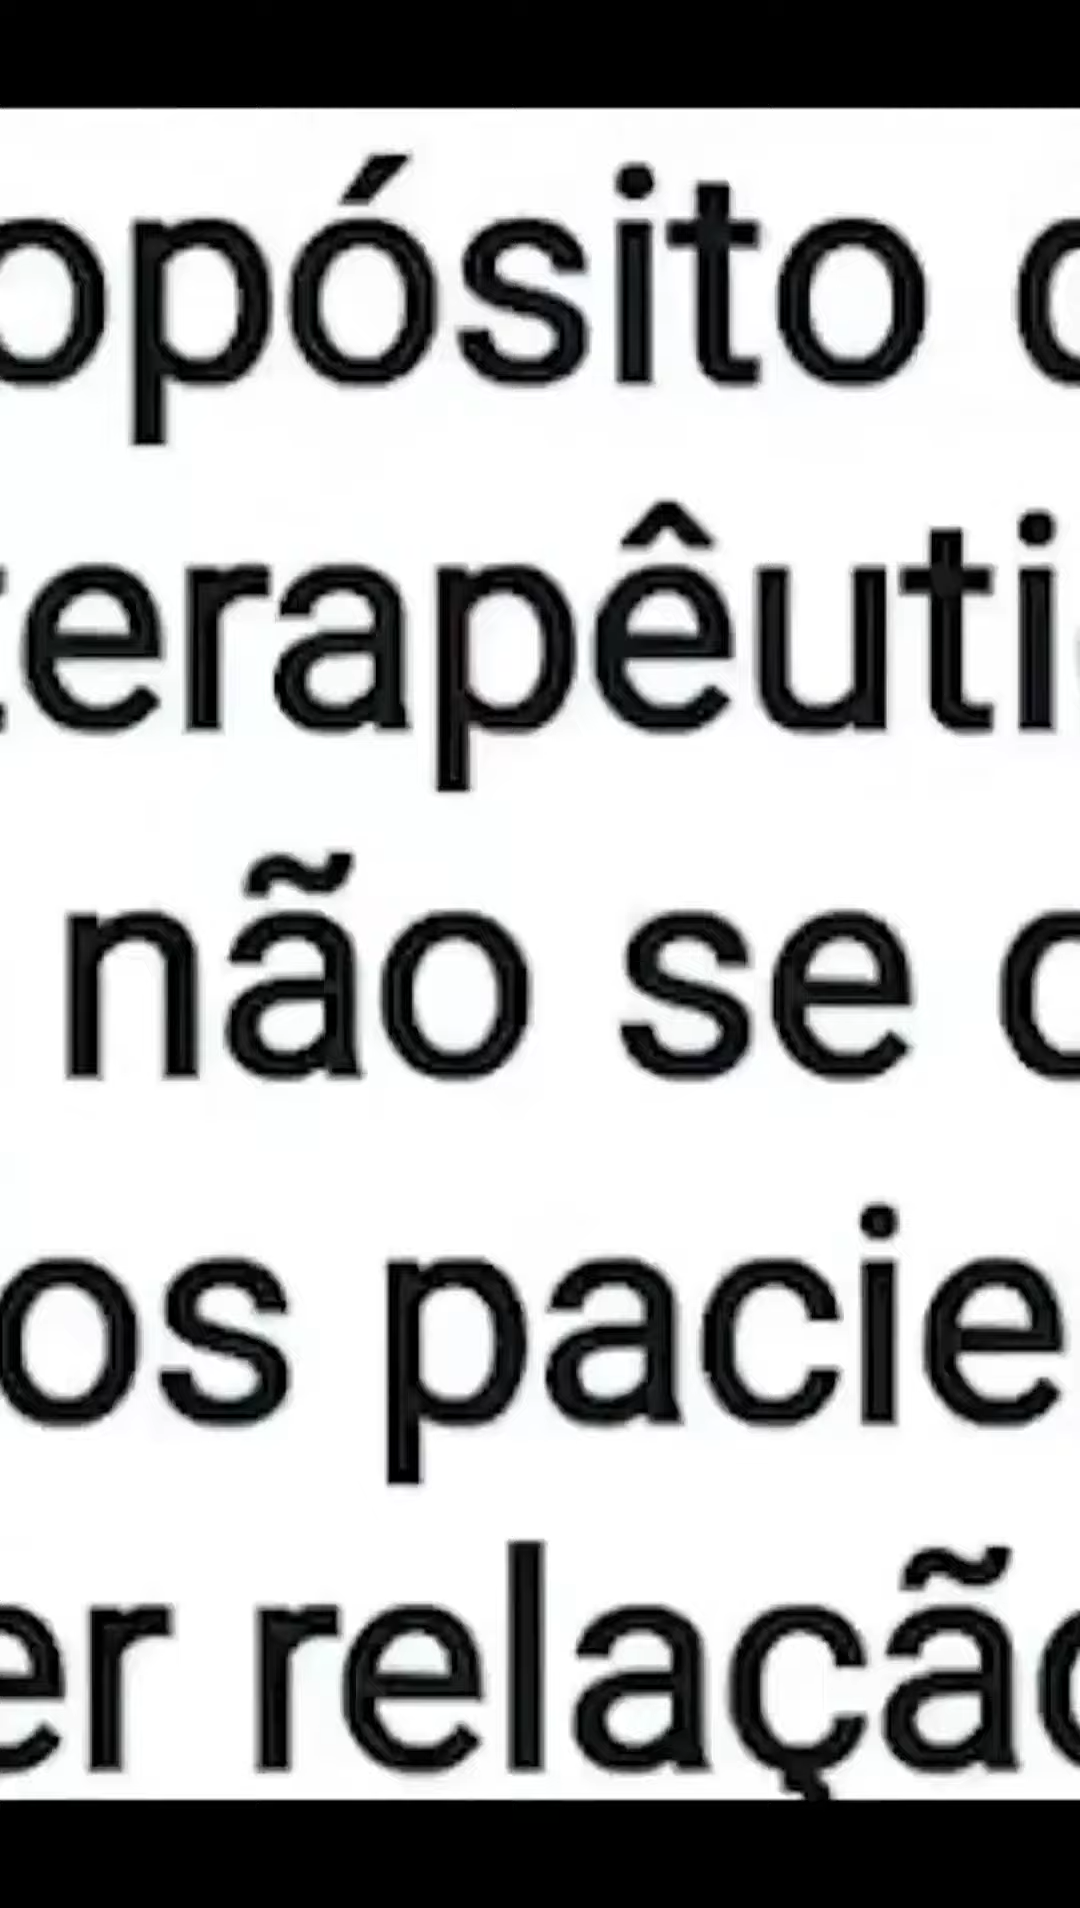 opósito
terapêuti
não se
os pacie
er relaçã